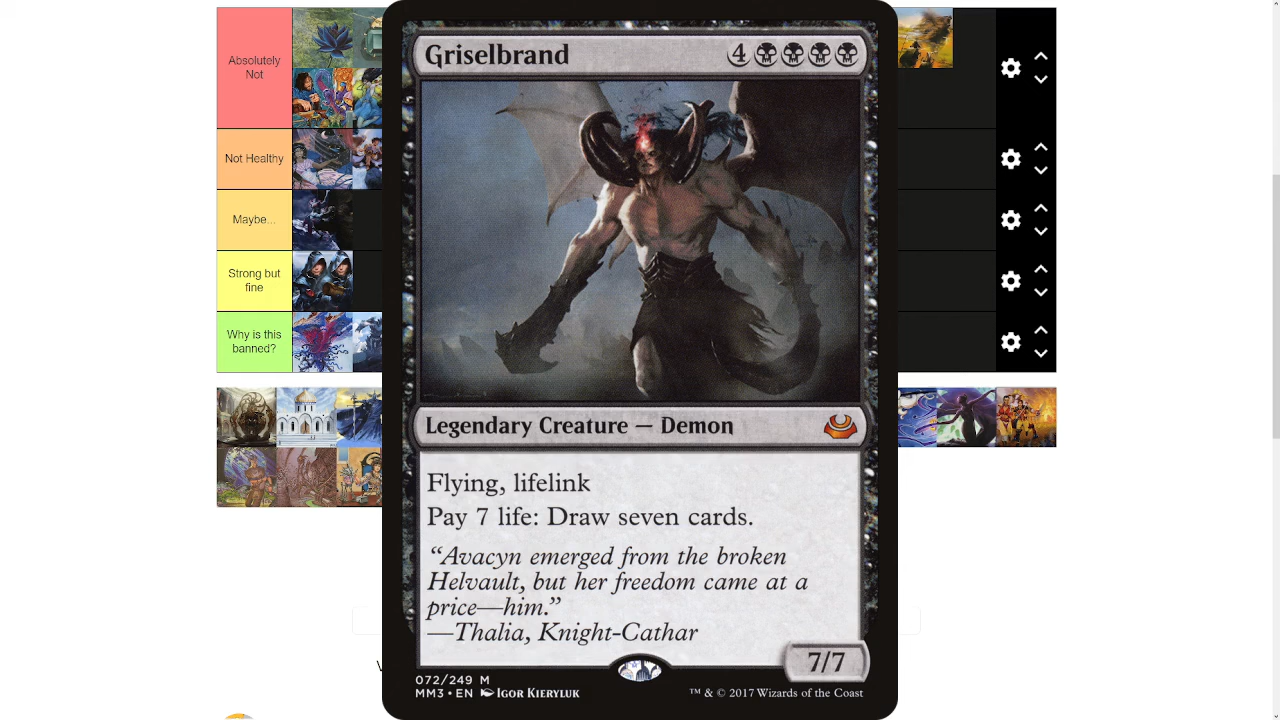 Absolutely
Not
Not Healthy
Maybe...
Strong but
fine
Why is this
banned?
Griselbrand
4
Legendary Creature — Demon
Flying, lifelink
Pay 7 life: Draw seven cards.
“Avacyn emerged from the broken
Helvault, but her freedom came at a
price—him.”
—Thalia, Knight-Cathar
7/7
072/249 M
MM3 • EN Igor Kieryluk
™ & © 2017 Wizards of the Coast